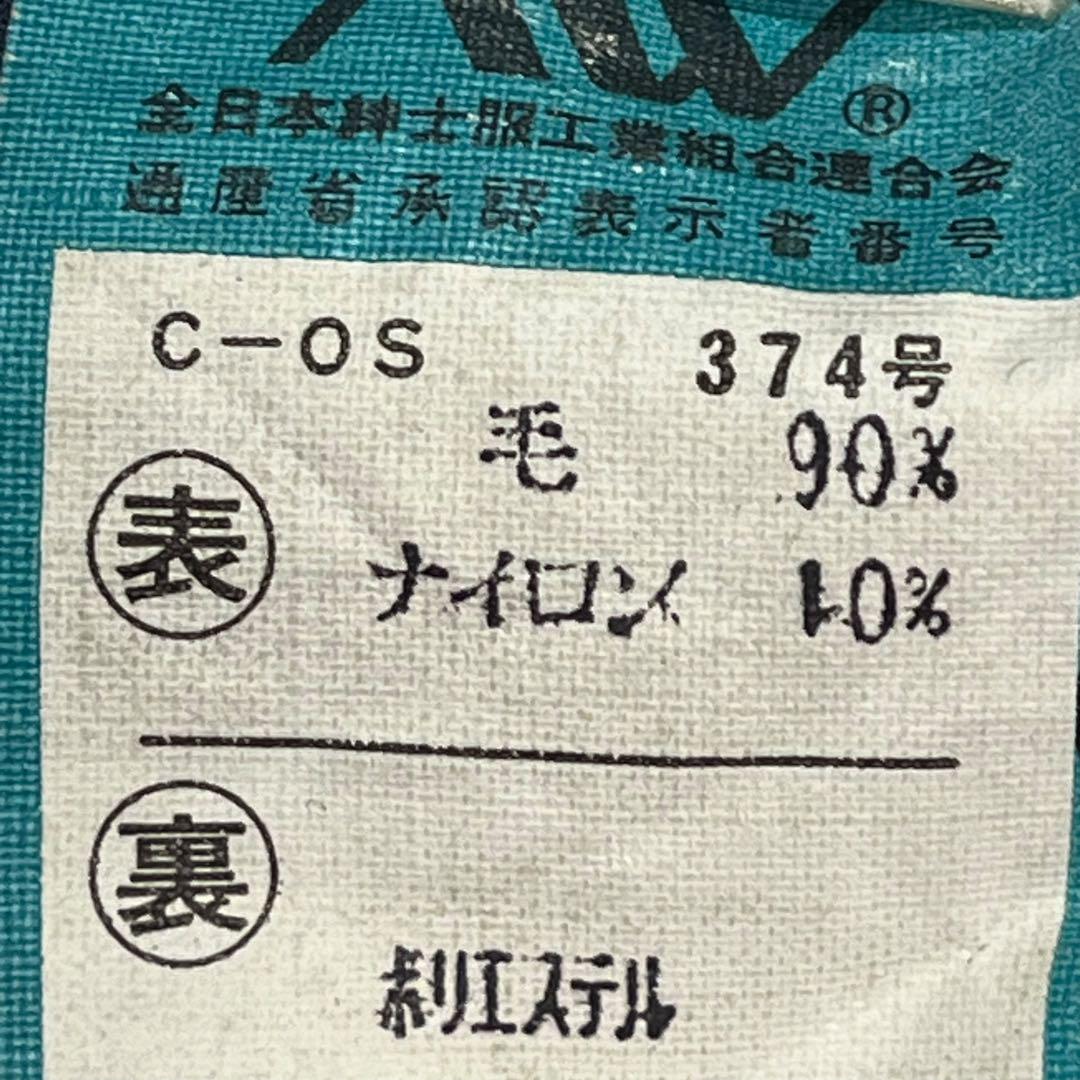 ®
全日本紳士服工業組合連合会
通産省承認表示者番号
C-OS 374号
毛 90%
表
ナイロン 10%
裏
ポリエステル